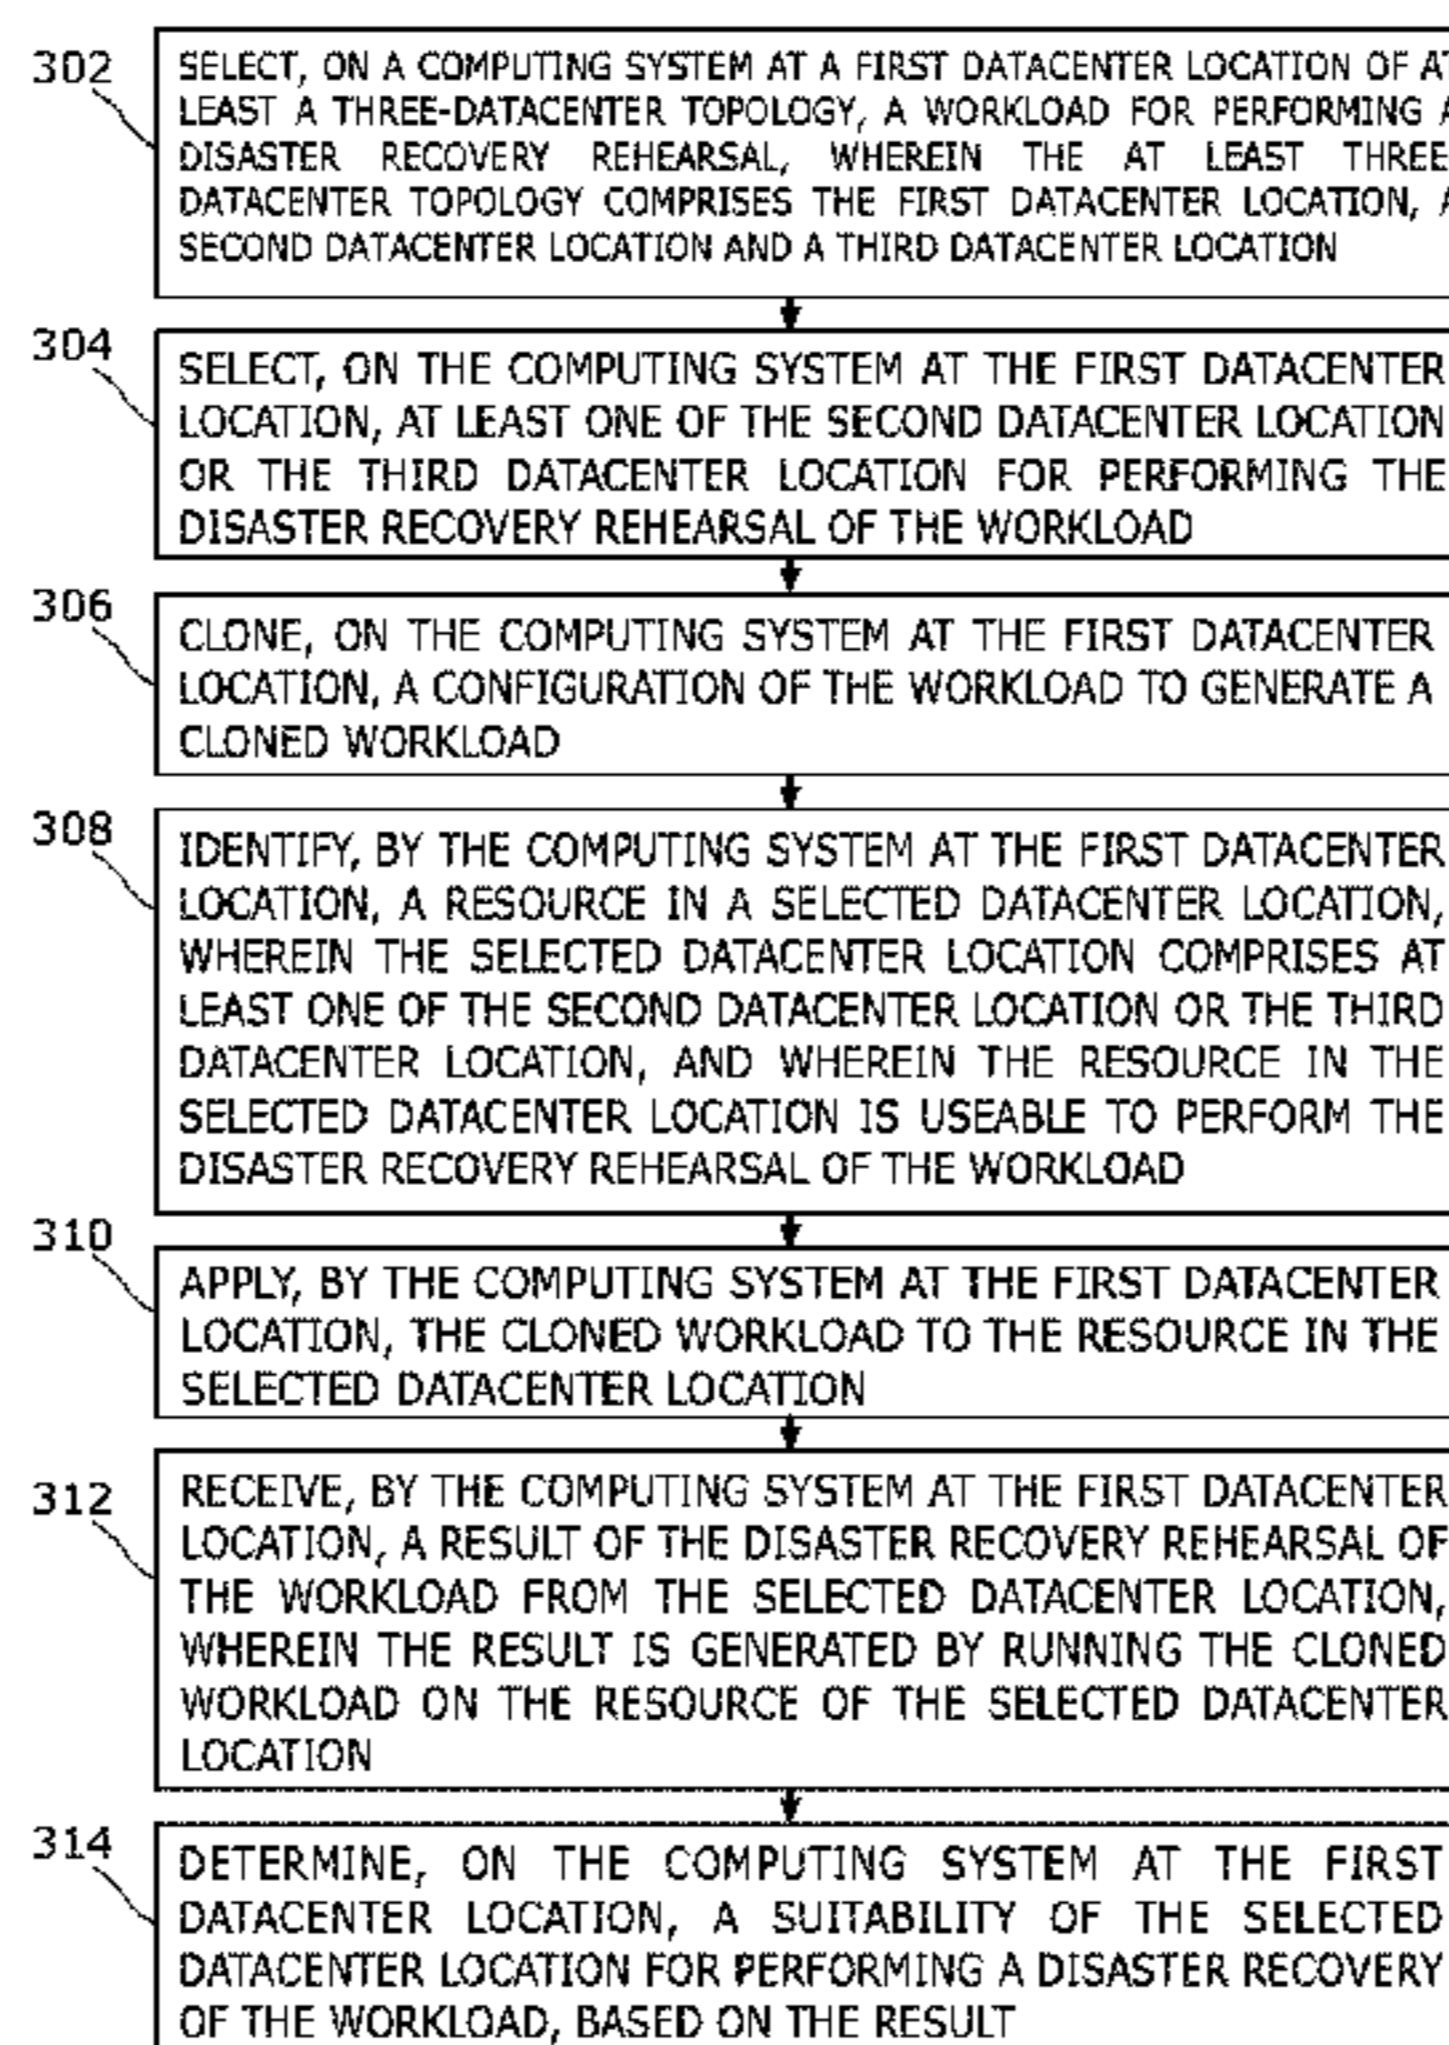 302
SELECT, ON A COMPUTING SYSTEM AT A FIRST DATACENTER LOCATION OF AT
LEAST A THREE-DATACENTER TOPOLOGY, A WORKLOAD FOR PERFORMING A
DISASTER RECOVERY REHEARSAL, WHEREIN THE AT LEAST THREE
DATACENTER TOPOLOGY COMPRISES THE FIRST DATACENTER LOCATION, A
SECOND DATACENTER LOCATION AND A THIRD DATACENTER LOCATION
304
SELECT, ON THE COMPUTING SYSTEM AT THE FIRST DATACENTER
LOCATION, AT LEAST ONE OF THE SECOND DATACENTER LOCATION
OR THE THIRD DATACENTER LOCATION FOR PERFORMING THE
DISASTER RECOVERY REHEARSAL OF THE WORKLOAD
306
CLONE, ON THE COMPUTING SYSTEM AT THE FIRST DATACENTER
LOCATION, A CONFIGURATION OF THE WORKLOAD TO GENERATE A
CLONED WORKLOAD
308
IDENTIFY, BY THE COMPUTING SYSTEM AT THE FIRST DATACENTER
LOCATION, A RESOURCE IN A SELECTED DATACENTER LOCATION,
WHEREIN THE SELECTED DATACENTER LOCATION COMPRISES AT
LEAST ONE OF THE SECOND DATACENTER LOCATION OR THE THIRD
DATACENTER LOCATION, AND WHEREIN THE RESOURCE IN THE
SELECTED DATACENTER LOCATION IS USEABLE TO PERFORM THE
DISASTER RECOVERY REHEARSAL OF THE WORKLOAD
310
APPLY, BY THE COMPUTING SYSTEM AT THE FIRST DATACENTER
LOCATION, THE CLONED WORKLOAD TO THE RESOURCE IN THE
SELECTED DATACENTER LOCATION
312
RECEIVE, BY THE COMPUTING SYSTEM AT THE FIRST DATACENTER
LOCATION, A RESULT OF THE DISASTER RECOVERY REHEARSAL OF
THE WORKLOAD FROM THE SELECTED DATACENTER LOCATION,
WHEREIN THE RESULT IS GENERATED BY RUNNING THE CLONED
WORKLOAD ON THE RESOURCE OF THE SELECTED DATACENTER
LOCATION
314
DETERMINE, ON THE COMPUTING SYSTEM AT THE FIRST
DATACENTER LOCATION, A SUITABILITY OF THE SELECTED
DATACENTER LOCATION FOR PERFORMING A DISASTER RECOVERY
OF THE WORKLOAD, BASED ON THE RESULT